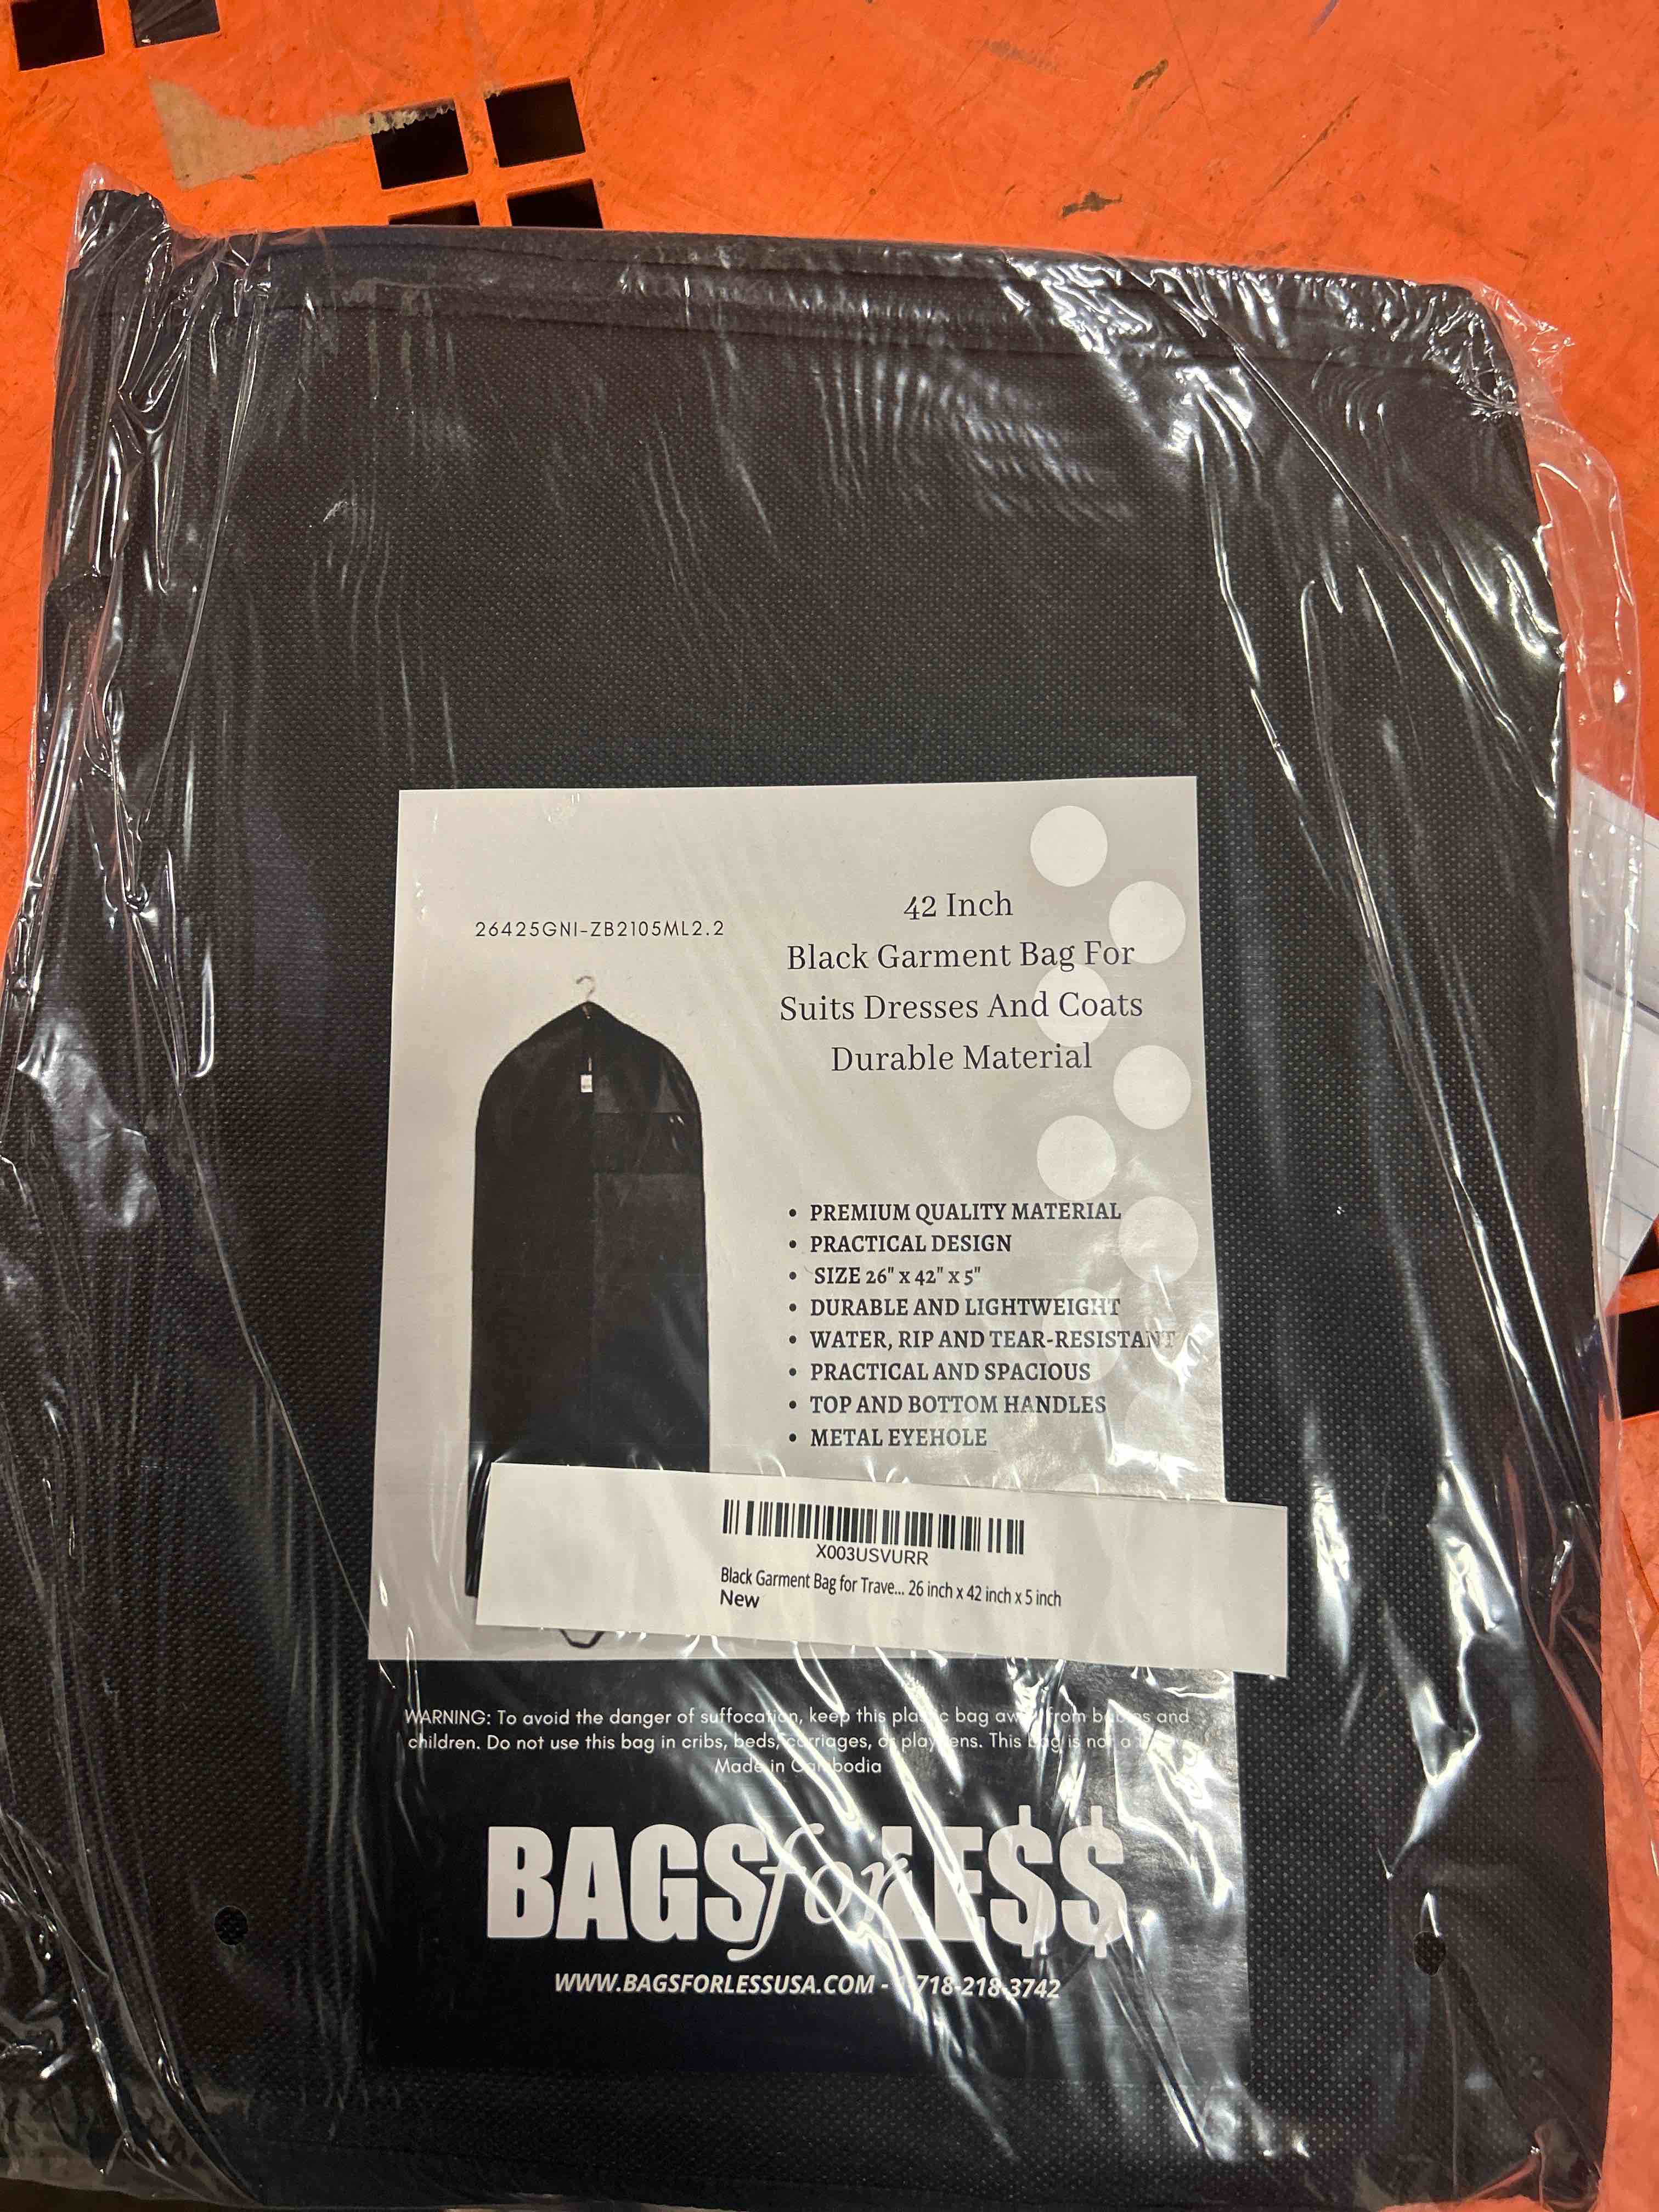 26425GNI-ZB2105ML2.2
42 Inch
Black Garment Bag For
Suits Dresses And Coats
Durable Material
• PREMIUM QUALITY MATERIAL
• PRACTICAL DESIGN
• SIZE 26" x 42" x 5"
• DURABLE AND LIGHTWEIGHT
• WATER, RIP AND TEAR-RESISTANT
• PRACTICAL AND SPACIOUS
• TOP AND BOTTOM HANDLES
• METAL EYEHOLE
X003USVURR
Black Garment Bag for Trave... 26 inch x 42 inch x 5 inch
New
WARNING: To avoid the danger of suffocation, keep this plastic bag away from babies and
children. Do not use this bag in cribs, beds, carriages, or playpens. This bag is not a
Made in Cambodia
BAGS for LE$$
WWW.BAGSFORLESSUSA.COM - 718-218-3742